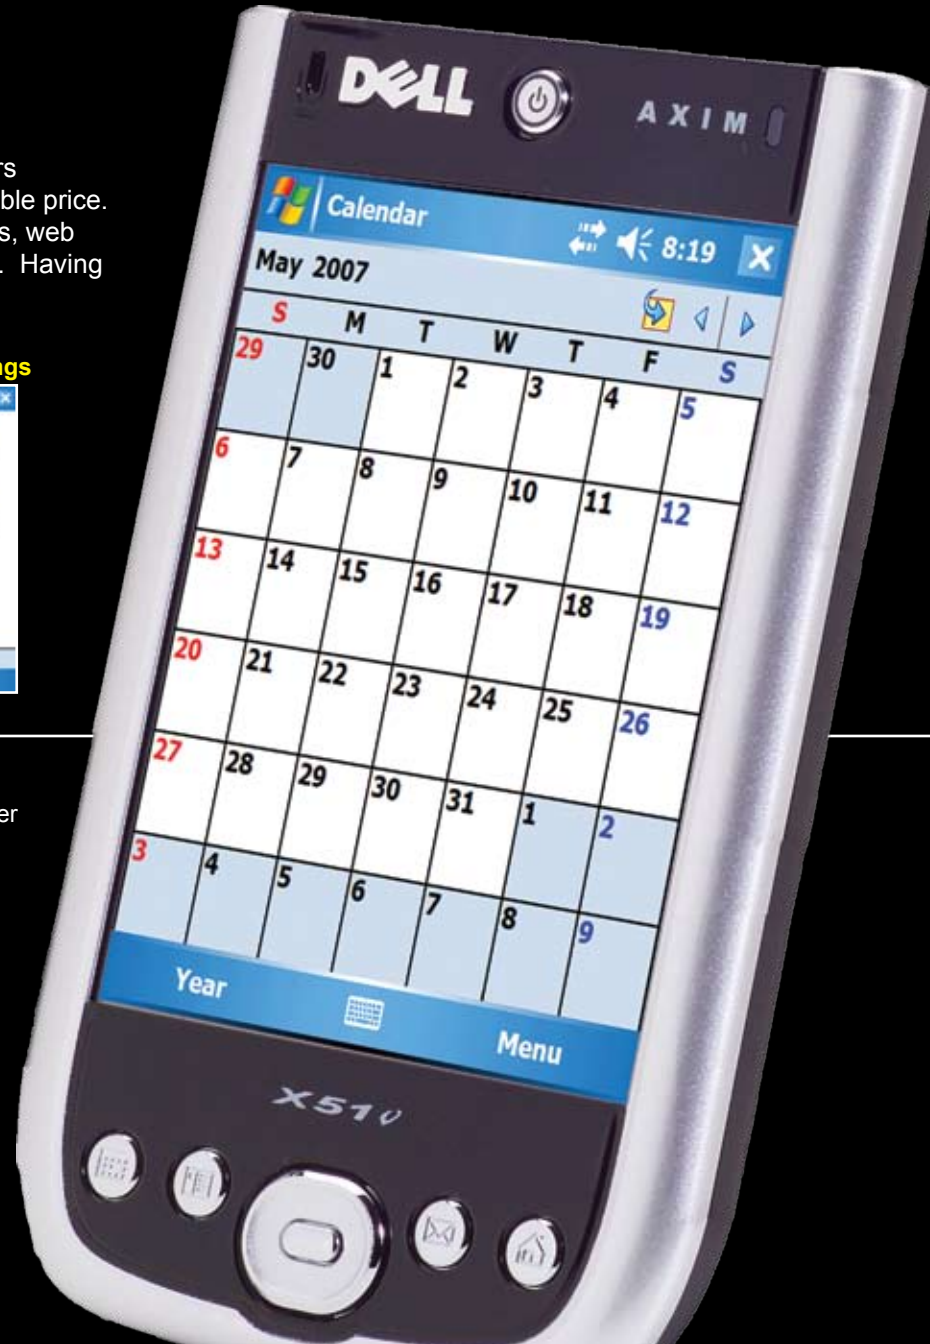 DELL
AXIM
rs
ble price.
s, web
. Having
ngs
er
Calendar
8:19
May 2007
S M T W T F S
29 30 1 2 3 4 5
6 7 8 9 10 11 12
13 14 15 16 17 18 19
20 21 22 23 24 25 26
27 28 29 30 31 1 2
3 4 5 6 7 8 9
Year
Menu
X51v